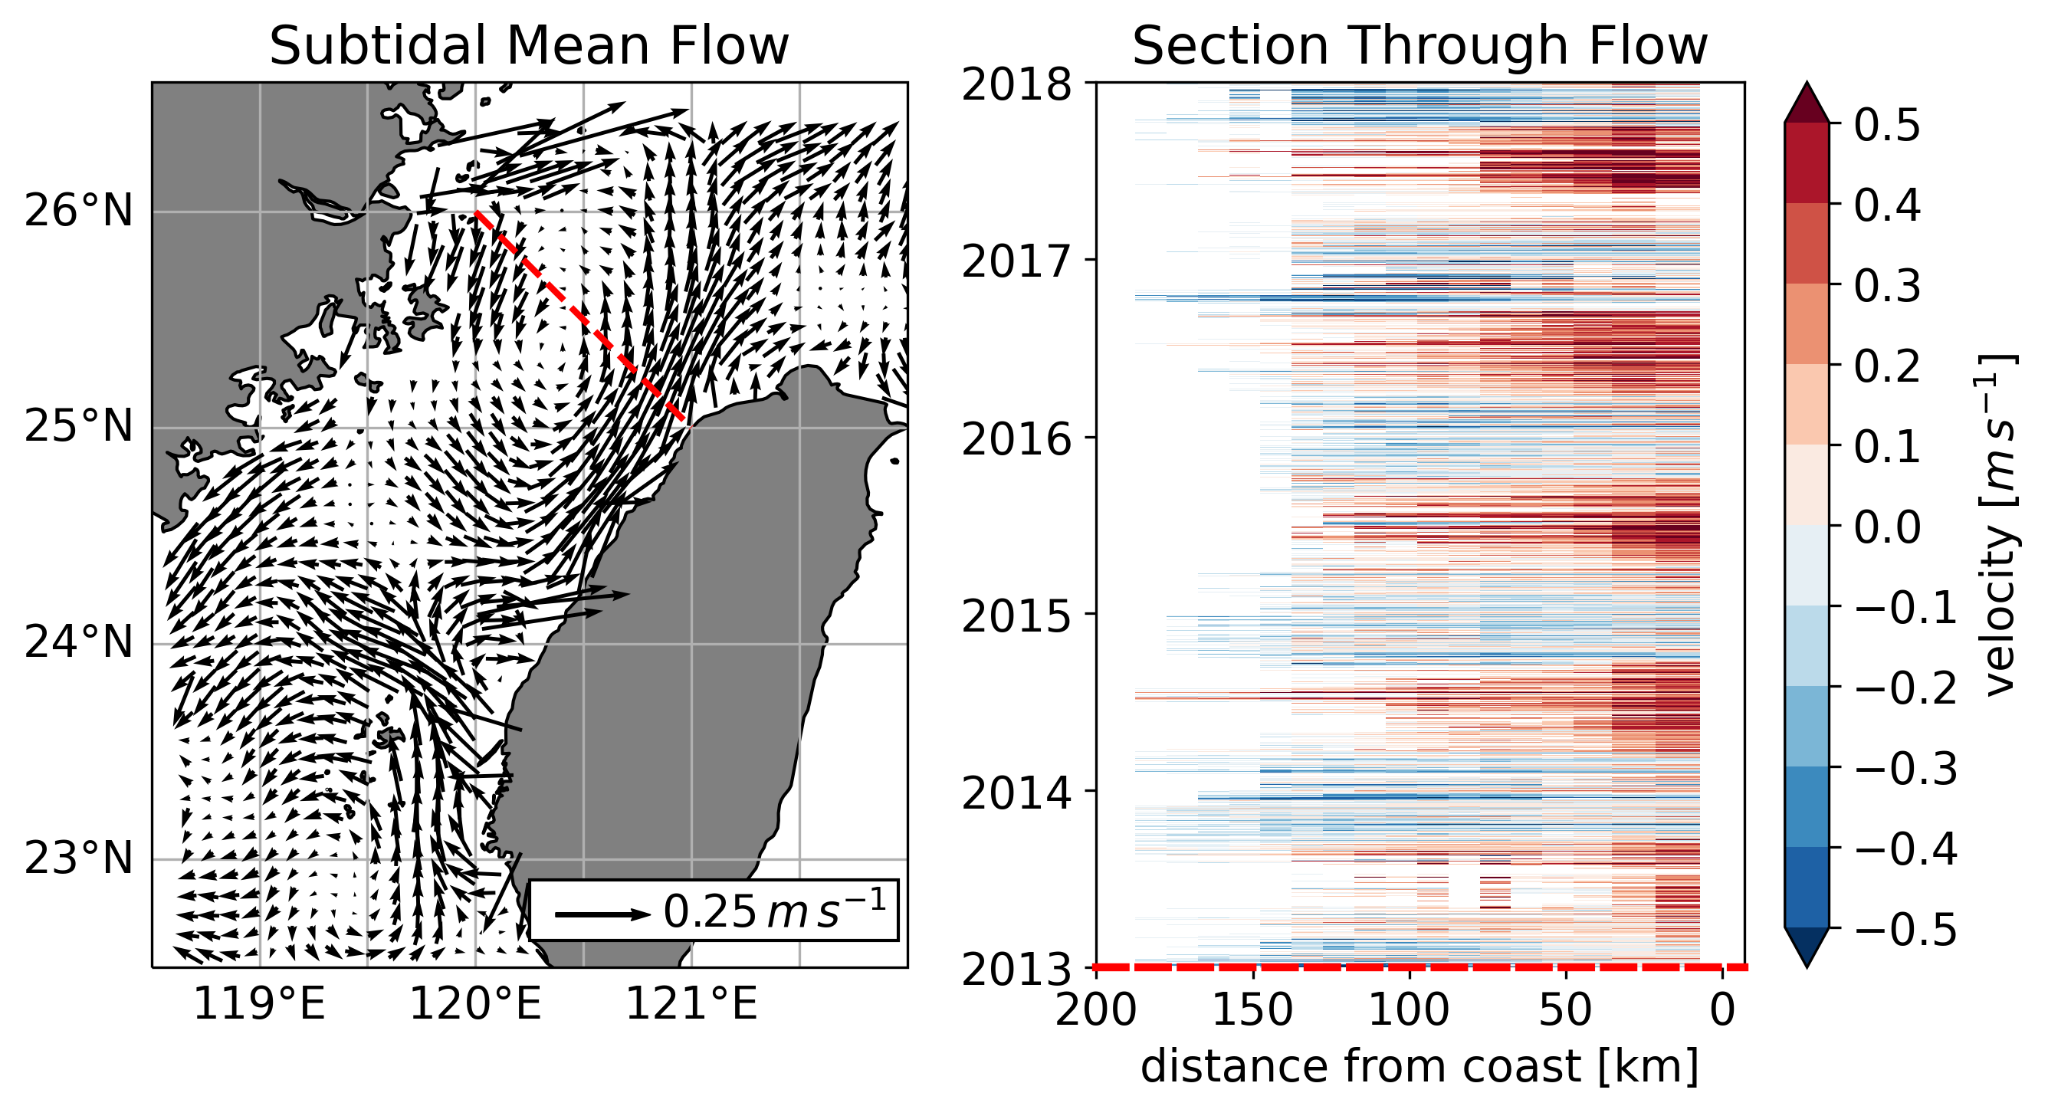 Subtidal Mean Flow
26°N
25°N
24°N
23°N
119°E 120°E 121°E
0.25 m s⁻¹
Section Through Flow
2018
2017
2016
2015
2014
2013
200 150 100 50 0
distance from coast [km]
0.5
0.4
0.3
0.2
0.1
0.0
−0.1
−0.2
−0.3
−0.4
−0.5
velocity [m s⁻¹]